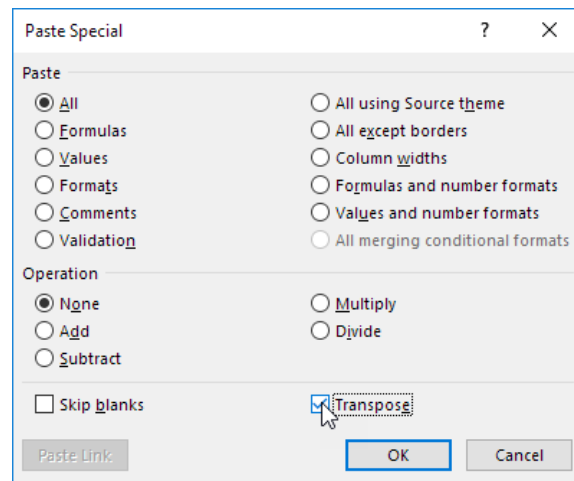 Paste Special ?
Paste
All
All using Source theme
Formulas
All except borders
Values
Column widths
Formats
Formulas and number formats
Comments
Values and number formats
Validation
All merging conditional formats
Operation
None
Multiply
Add
Divide
Subtract
Skip blanks
Transpose
Paste Link
OK
Cancel